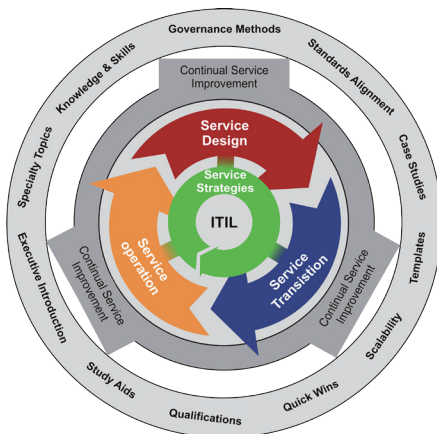 Governance Methods
Knowledge & Skills
Standards Alignment
Continual Service
Improvement
Specialty Topics
Case Studies
Service
Design
Service
Strategies
ITIL
Service
operation
Service
Transistion
Continual Service
Improvement
Continual Service
Improvement
Executive Introduction
Templates
Scalability
Study Aids
Quick Wins
Qualifications